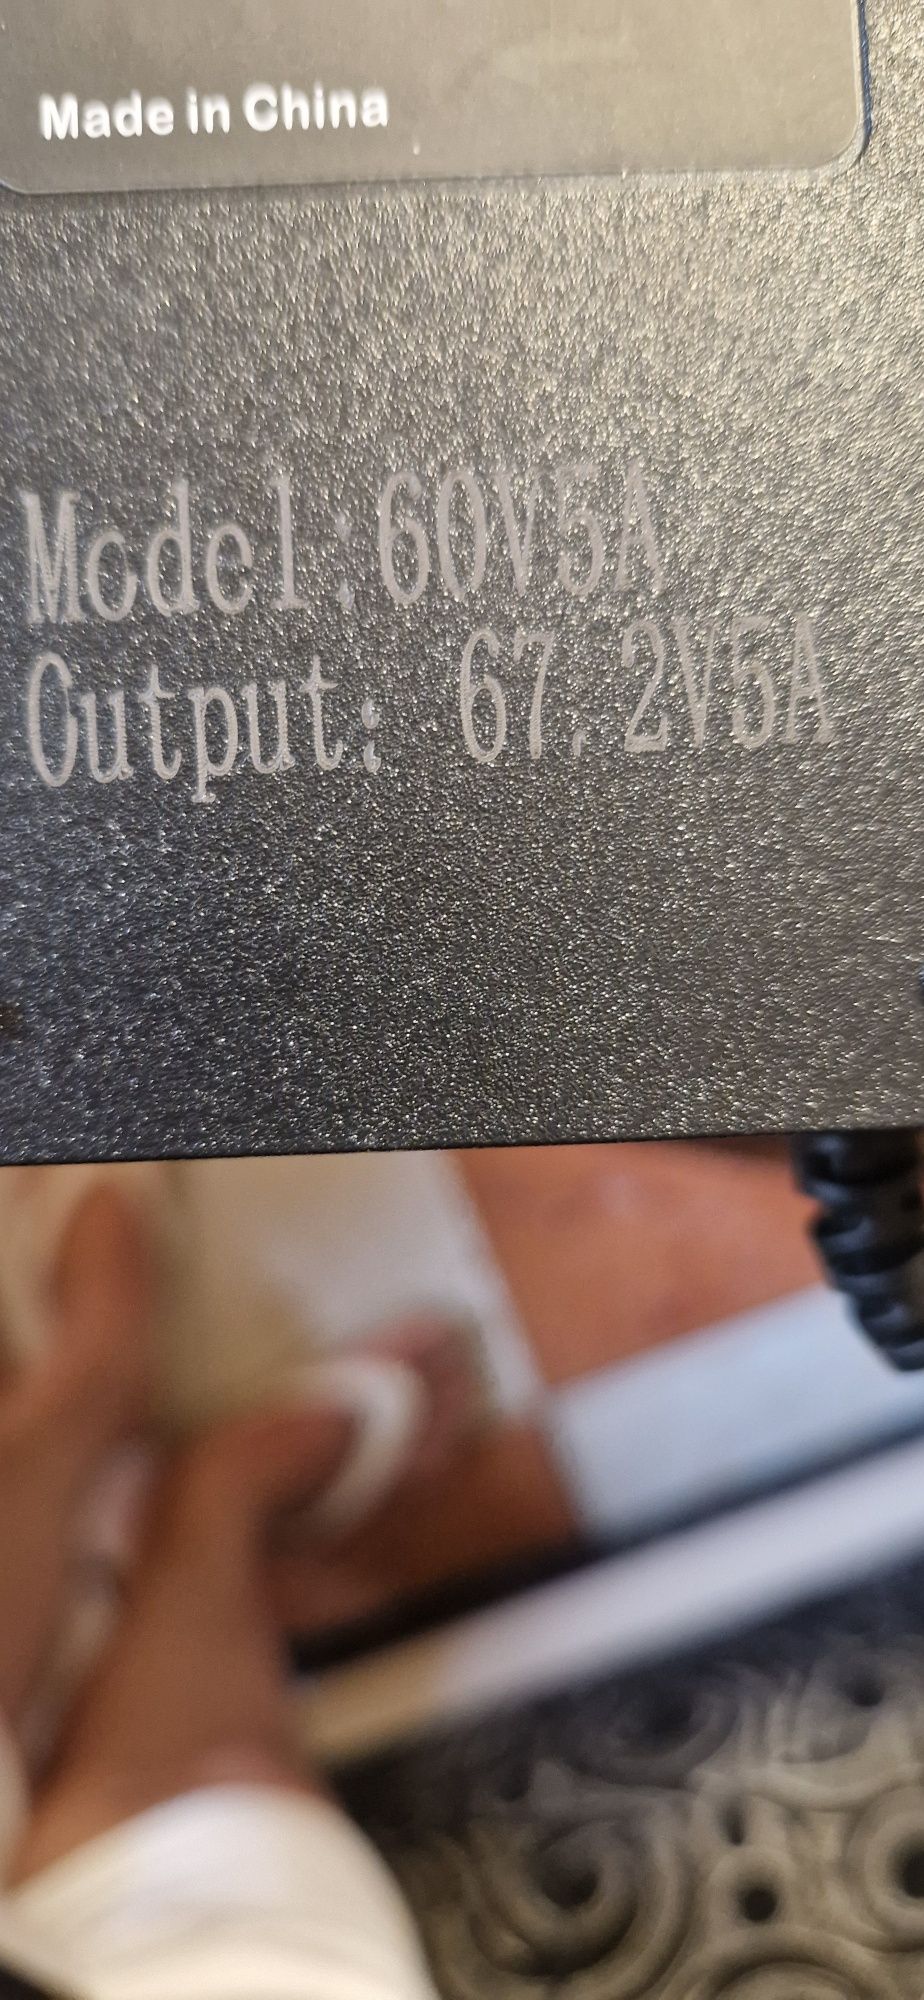 Made in China
Model:60V5A
Output: 67.2V5A